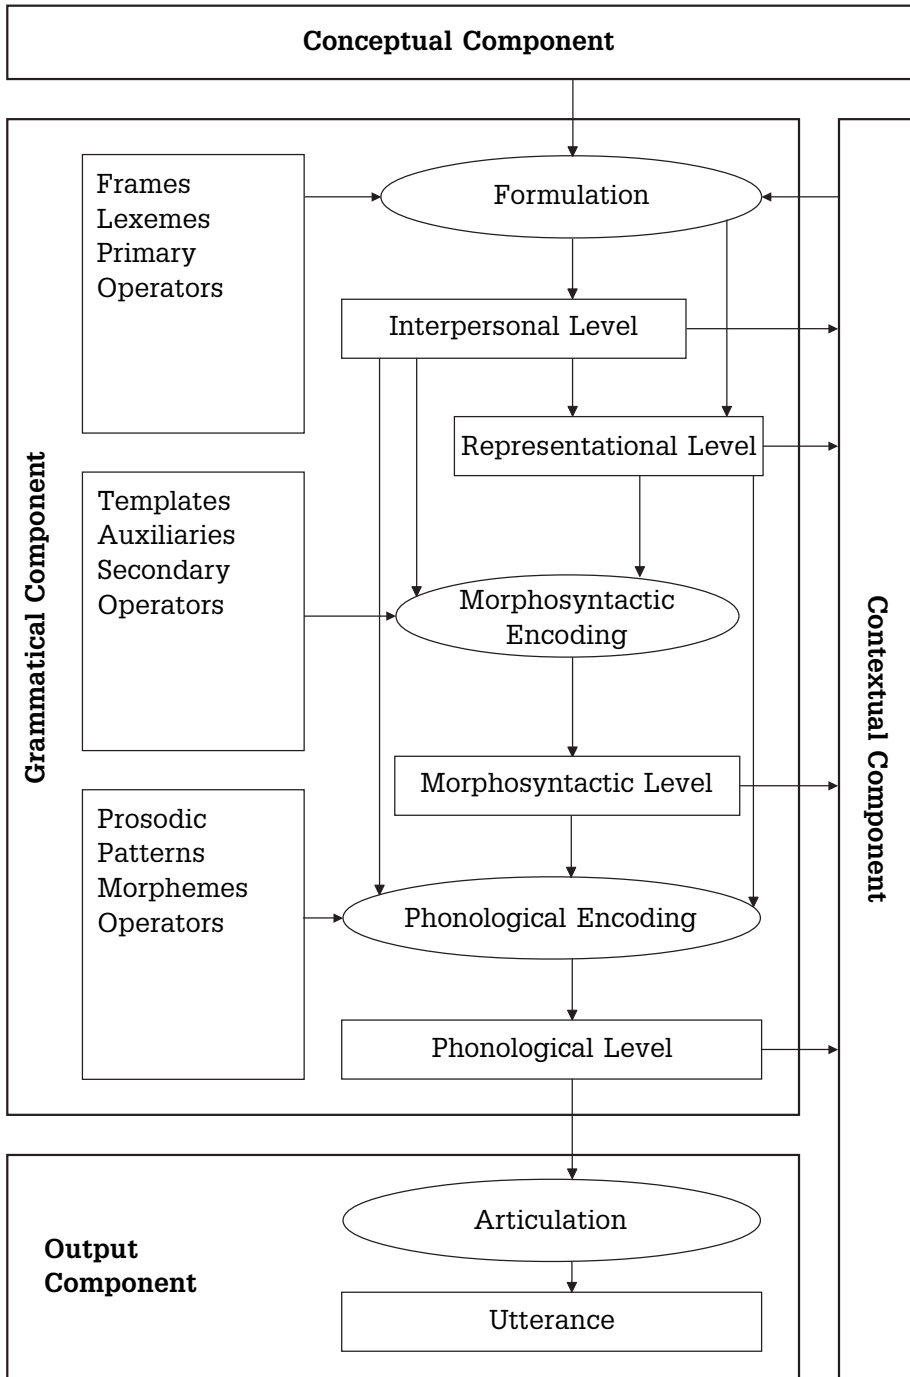 Conceptual Component
Frames
Lexemes
Primary
Operators
Formulation
Interpersonal Level
Representational Level
Grammatical Component
Templates
Auxiliaries
Secondary
Operators
Morphosyntactic
Encoding
Contextual Component
Morphosyntactic Level
Prosodic
Patterns
Morphemes
Operators
Phonological Encoding
Phonological Level
Output
Component
Articulation
Utterance